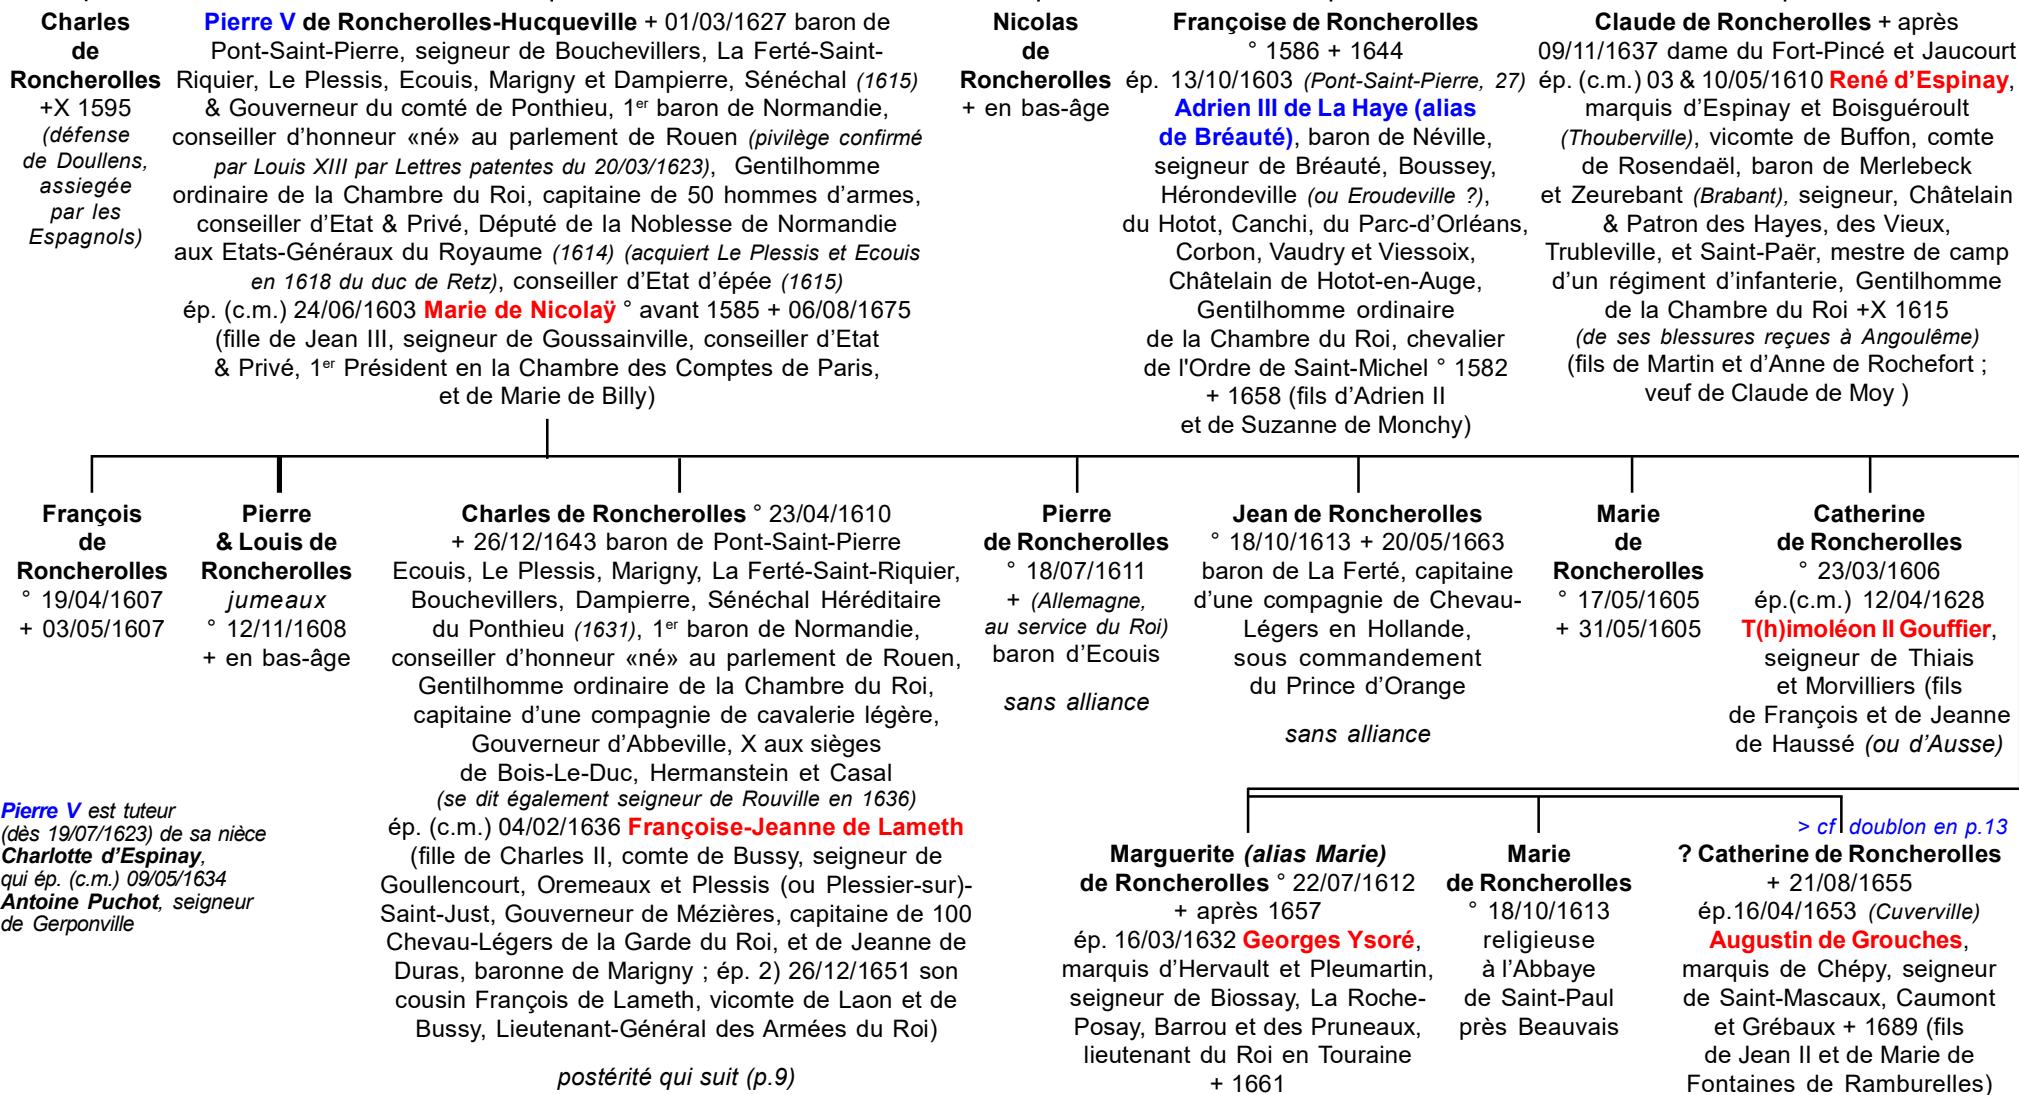 Charles
de
Roncherolles
+X 1595
(défense
de Doullens,
assiegée
par les
Espagnols)
Pierre V de Roncherolles-Hucqueville + 01/03/1627 baron de
Pont-Saint-Pierre, seigneur de Bouchevillers, La Ferté-Saint-
Riquier, Le Plessis, Ecouis, Marigny et Dampierre, Sénéchal (1615)
& Gouverneur du comté de Ponthieu, 1er baron de Normandie,
conseiller d'honneur «né» au parlement de Rouen (pivilège confirmé
par Louis XIII par Lettres patentes du 20/03/1623), Gentilhomme
ordinaire de la Chambre du Roi, capitaine de 50 hommes d'armes,
conseiller d'Etat & Privé, Député de la Noblesse de Normandie
aux Etats-Généraux du Royaume (1614) (acquiert Le Plessis et Ecouis
en 1618 du duc de Retz), conseiller d'Etat d'épée (1615)
ép. (c.m.) 24/06/1603 Marie de Nicolaÿ ° avant 1585 + 06/08/1675
(fille de Jean III, seigneur de Goussainville, conseiller d'Etat
& Privé, 1er Président en la Chambre des Comptes de Paris,
et de Marie de Billy)
Nicolas
de
Roncherolles
+ en bas-âge
Françoise de Roncherolles
° 1586 + 1644
ép. 13/10/1603 (Pont-Saint-Pierre, 27)
Adrien III de La Haye (alias
de Bréauté), baron de Néville,
seigneur de Bréauté, Boussey,
Hérondeville (ou Eroudeville ?),
du Hotot, Canchi, du Parc-d'Orléans,
Corbon, Vaudry et Viessoix,
Châtelain de Hotot-en-Auge,
Gentilhomme ordinaire
de la Chambre du Roi, chevalier
de l'Ordre de Saint-Michel ° 1582
+ 1658 (fils d'Adrien II
et de Suzanne de Monchy)
Claude de Roncherolles + après
09/11/1637 dame du Fort-Pincé et Jaucourt
ép. (c.m.) 03 & 10/05/1610 René d'Espinay,
marquis d'Espinay et Boisguéroult
(Thouberville), vicomte de Buffon, comte
de Rosendaël, baron de Merlebeck
et Zeurebant (Brabant), seigneur, Châtelain
& Patron des Hayes, des Vieux,
Trubleville, et Saint-Paër, mestre de camp
d'un régiment d'infanterie, Gentilhomme
de la Chambre du Roi +X 1615
(de ses blessures reçues à Angoulême)
(fils de Martin et d'Anne de Rochefort ;
veuf de Claude de Moy )
François
de
Roncherolles
° 19/04/1607
+ 03/05/1607
Pierre
& Louis de
Roncherolles
jumeaux
° 12/11/1608
+ en bas-âge
Charles de Roncherolles ° 23/04/1610
+ 26/12/1643 baron de Pont-Saint-Pierre
Ecouis, Le Plessis, Marigny, La Ferté-Saint-Riquier,
Bouchevillers, Dampierre, Sénéchal Héréditaire
du Ponthieu (1631), 1er baron de Normandie,
conseiller d'honneur «né» au parlement de Rouen,
Gentilhomme ordinaire de la Chambre du Roi,
capitaine d'une compagnie de cavalerie légère,
Gouverneur d'Abbeville, X aux sièges
de Bois-Le-Duc, Hermanstein et Casal
(se dit également seigneur de Rouville en 1636)
ép. (c.m.) 04/02/1636 Françoise-Jeanne de Lameth
(fille de Charles II, comte de Bussy, seigneur de
Goullencourt, Oremeaux et Plessis (ou Plessier-sur)-
Saint-Just, Gouverneur de Mézières, capitaine de 100
Chevau-Légers de la Garde du Roi, et de Jeanne de
Duras, baronne de Marigny ; ép. 2) 26/12/1651 son
cousin François de Lameth, vicomte de Laon et de
Bussy, Lieutenant-Général des Armées du Roi)
postérité qui suit (p.9)
Pierre
de Roncherolles
° 18/07/1611
+ (Allemagne,
au service du Roi)
baron d'Ecouis
sans alliance
Jean de Roncherolles
° 18/10/1613 + 20/05/1663
baron de La Ferté, capitaine
d'une compagnie de Chevau-
Légers en Hollande,
sous commandement
du Prince d'Orange
sans alliance
Marie
de
Roncherolles
° 17/05/1605
+ 31/05/1605
Catherine
de Roncherolles
° 23/03/1606
ép.(c.m.) 12/04/1628
T(h)imoléon II Gouffier,
seigneur de Thiais
et Morvilliers (fils
de François et de Jeanne
de Haussé (ou d'Ausse)
Pierre V est tuteur
(dès 19/07/1623) de sa nièce
Charlotte d'Espinay,
qui ép. (c.m.) 09/05/1634
Antoine Puchot, seigneur
de Gerponville
Marguerite (alias Marie)
de Roncherolles ° 22/07/1612
+ après 1657
ép. 16/03/1632 Georges Ysoré,
marquis d'Hervault et Pleumartin,
seigneur de Biossay, La Roche-
Posay, Barrou et des Pruneaux,
lieutenant du Roi en Touraine
+ 1661
Marie
de Roncherolles
° 18/10/1613
religieuse
à l'Abbaye
de Saint-Paul
près Beauvais
> cf doublon en p.13
? Catherine de Roncherolles
+ 21/08/1655
ép.16/04/1653 (Cuverville)
Augustin de Grouches,
marquis de Chépy, seigneur
de Saint-Mascaux, Caumont
et Grébaux + 1689 (fils
de Jean II et de Marie de
Fontaines de Ramburelles)